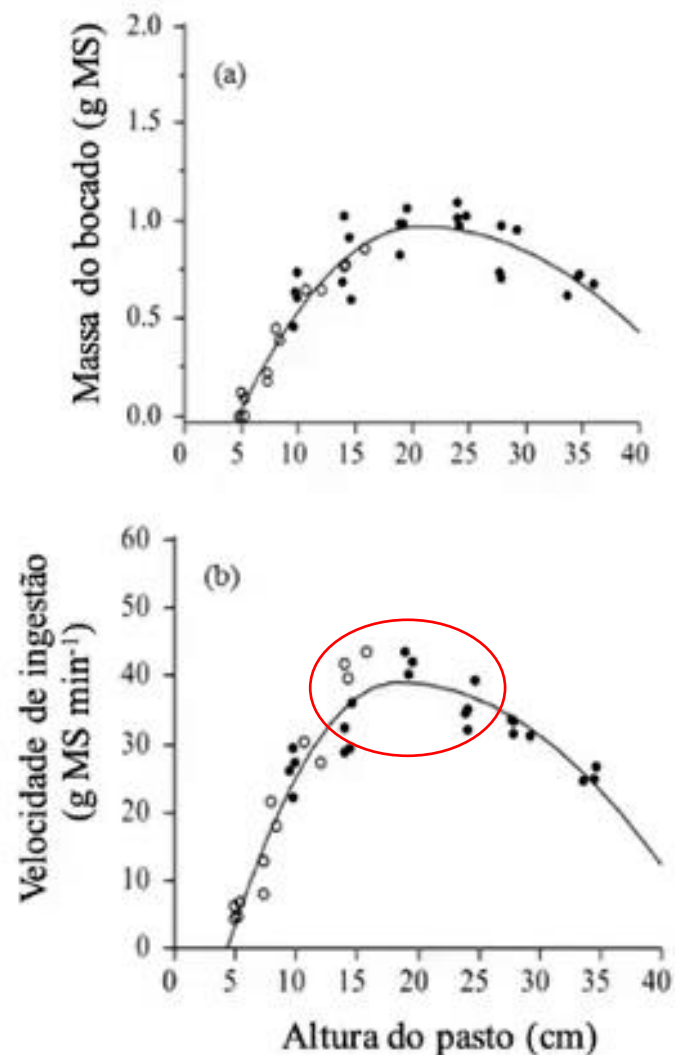 Massa do bocado (g MS)
2.0
1.5
1.0
0.5
0.0
(a)
0 5 10 15 20 25 30 35 40
Velocidade de ingestão
(g MS min⁻¹)
60
50
40
30
20
10
0
(b)
0 5 10 15 20 25 30 35 40
Altura do pasto (cm)